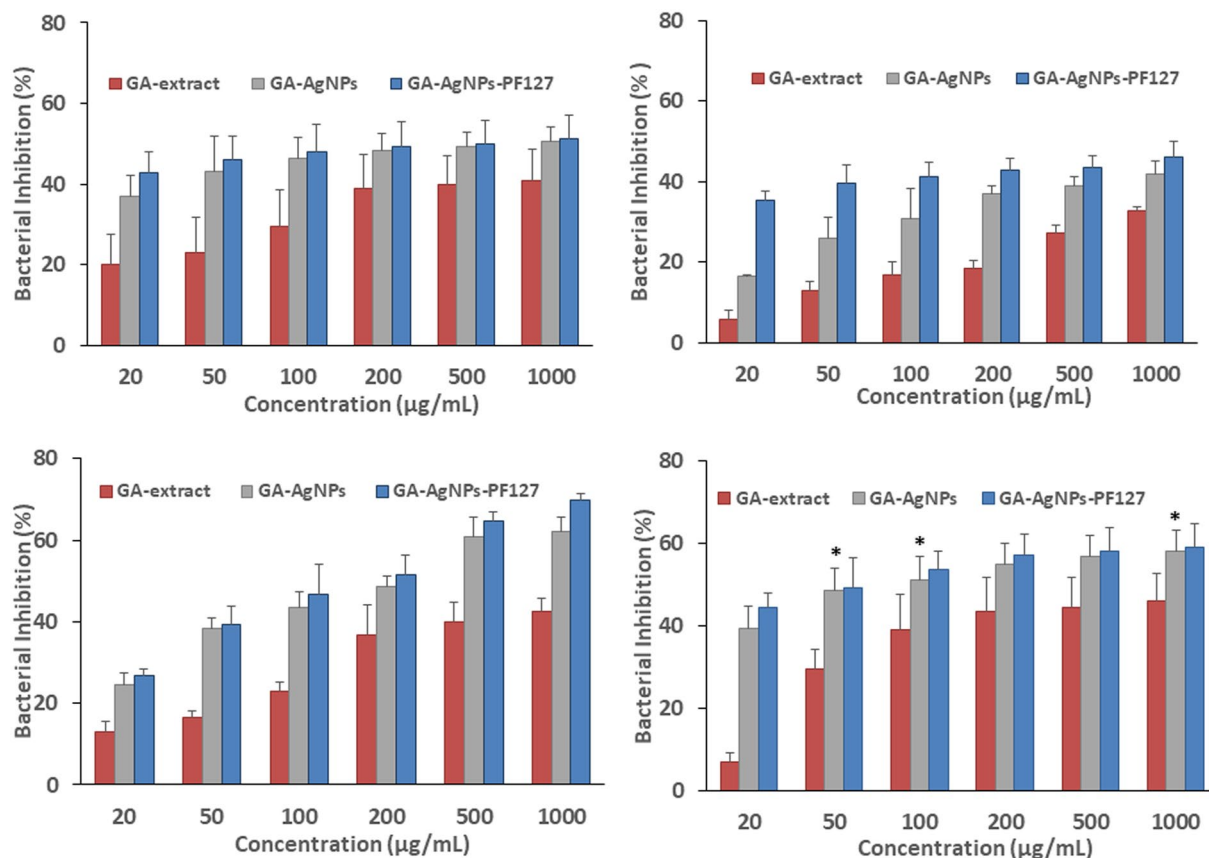 80
60
40
20
0
Bacterial Inhibition (%)
GA-extract GA-AgNPs GA-AgNPs-PF127
20 50 100 200 500 1000
Concentration (µg/mL)
80
60
40
20
0
Bacterial Inhibition (% )
GA-extract GA-AgNPs GA-AgNPs-PF127
20 50 100 200 500 1000
Concentration (µg/mL)
80
60
40
20
0
Bacterial Inhibition (%)
GA-extract GA-AgNPs GA-AgNPs-PF127
20 50 100 200 500 1000
Concentration (µg/mL)
80
60
40
20
0
Bacterial Inhibition (%)
GA-extract GA-AgNPs GA-AgNPs-PF127
* * *
20 50 100 200 500 1000
Concentration (µg/mL)